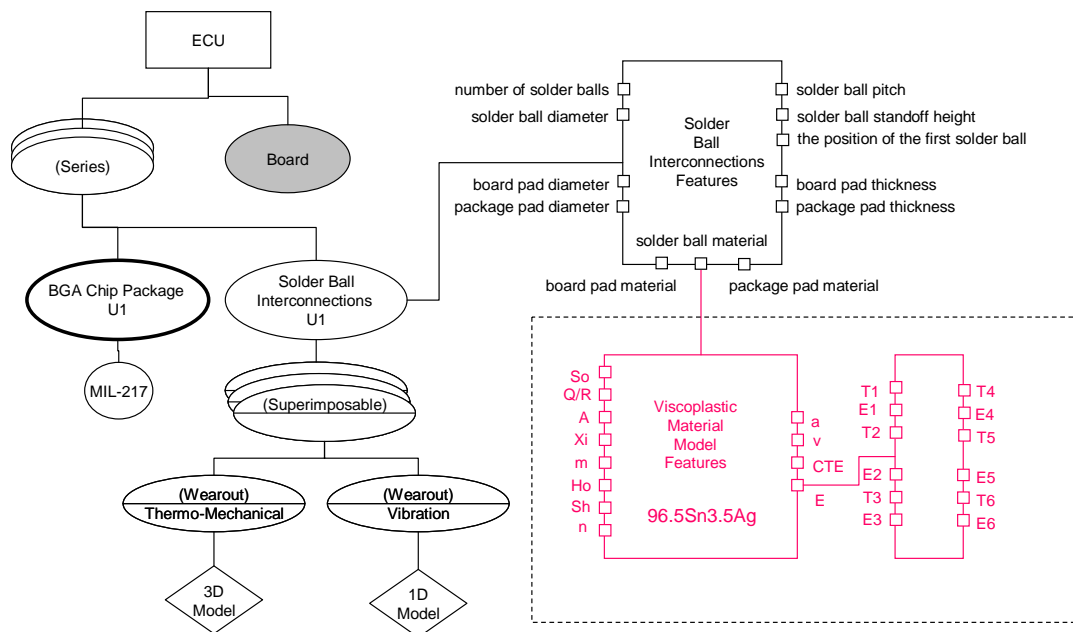 ECU
(Series)
Board
BGA Chip Package
U1
Solder Ball
Interconnections
U1
MIL-217
(Superimposable)
(Wearout)
Thermo-Mechanical
(Wearout)
Vibration
3D
Model
1D
Model
number of solder balls
solder ball diameter
board pad diameter
package pad diameter
Solder
Ball
Interconnections
Features
solder ball pitch
solder ball standoff height
the position of the first solder ball
board pad thickness
package pad thickness
solder ball material
board pad material
package pad material
So
Q/R
A
Xi
m
Ho
Sh
n
Viscoplastic
Material
Model
Features
96.5Sn3.5Ag
a
v
CTE
E
T1
E1
T2
E2
T3
E3
T4
E4
T5
E5
T6
E6